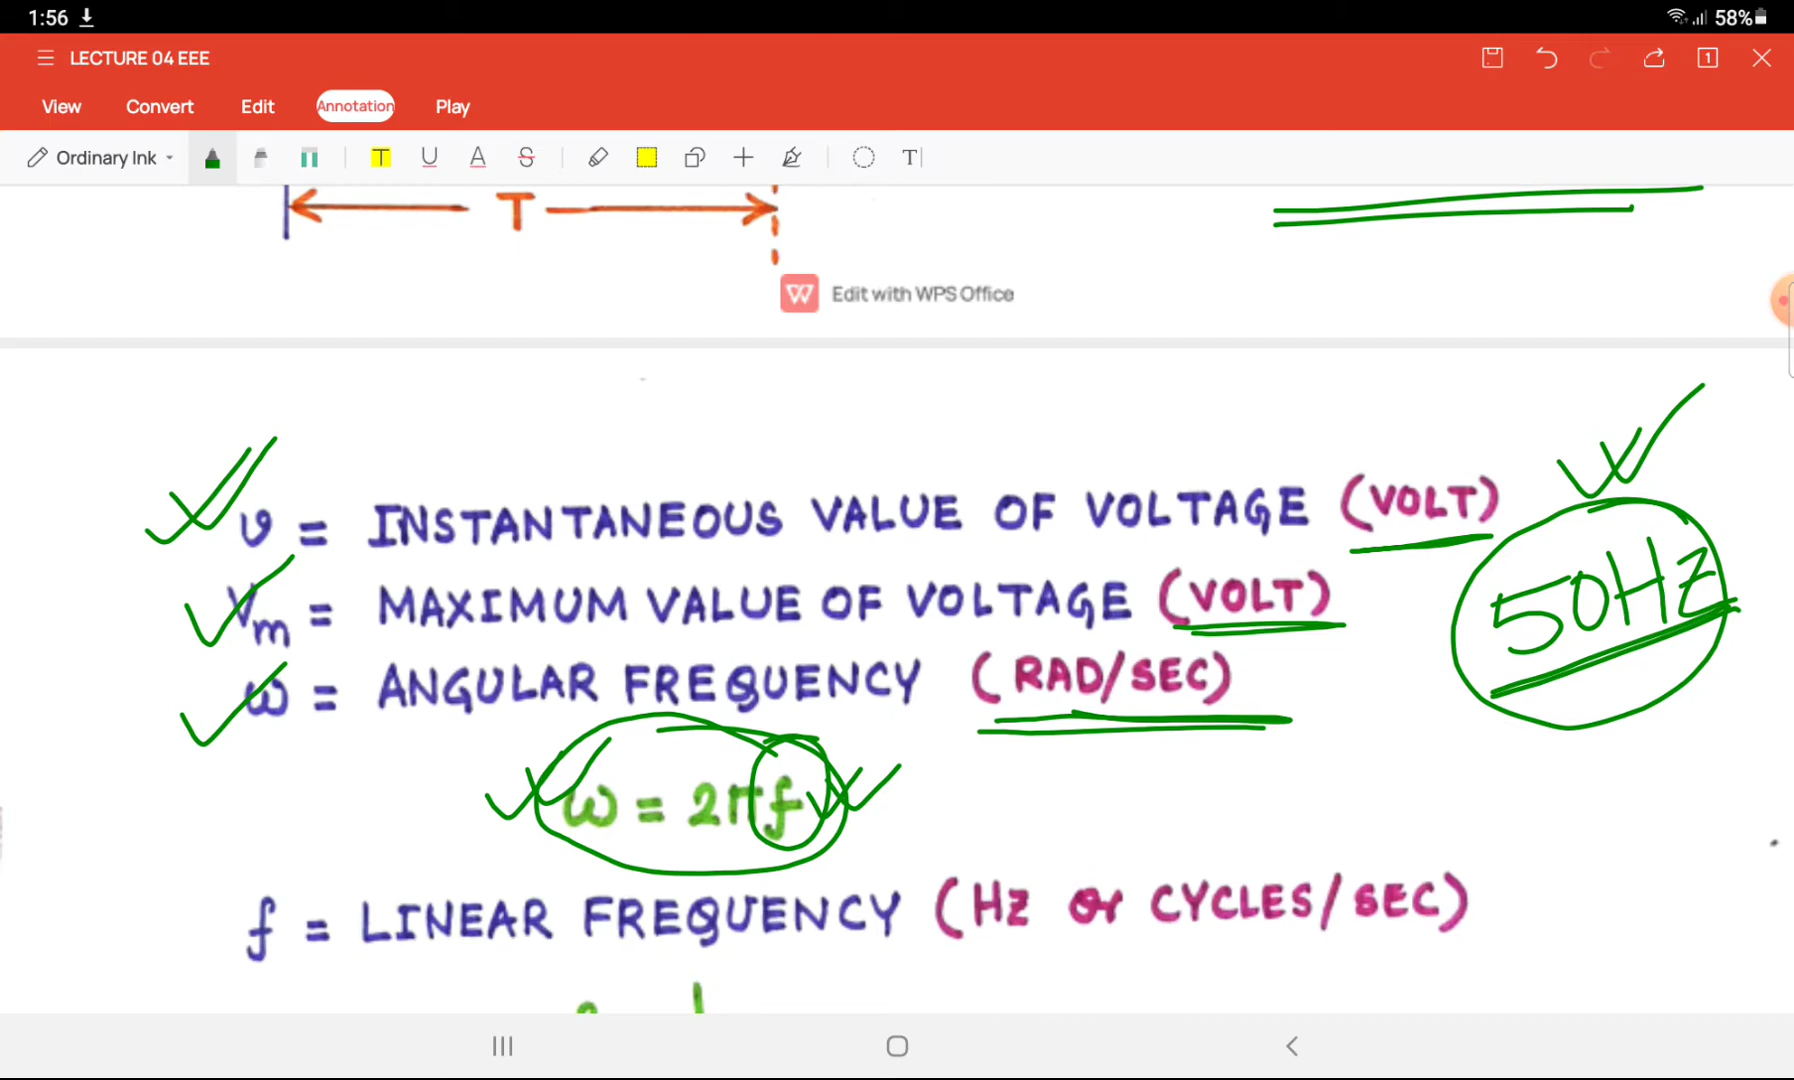 1:56
58%
LECTURE 04 EEE
1
View Convert Edit Annotation Play
Ordinary Ink T U A S T
T
W Edit with WPS Office
v = INSTANTANEOUS VALUE OF VOLTAGE (VOLT)
50Hz
Vm = MAXIMUM VALUE OF VOLTAGE (VOLT)
ω = ANGULAR FREQUENCY (RAD/SEC)
ω = 2πf
f = LINEAR FREQUENCY (HZ or CYCLES/SEC)